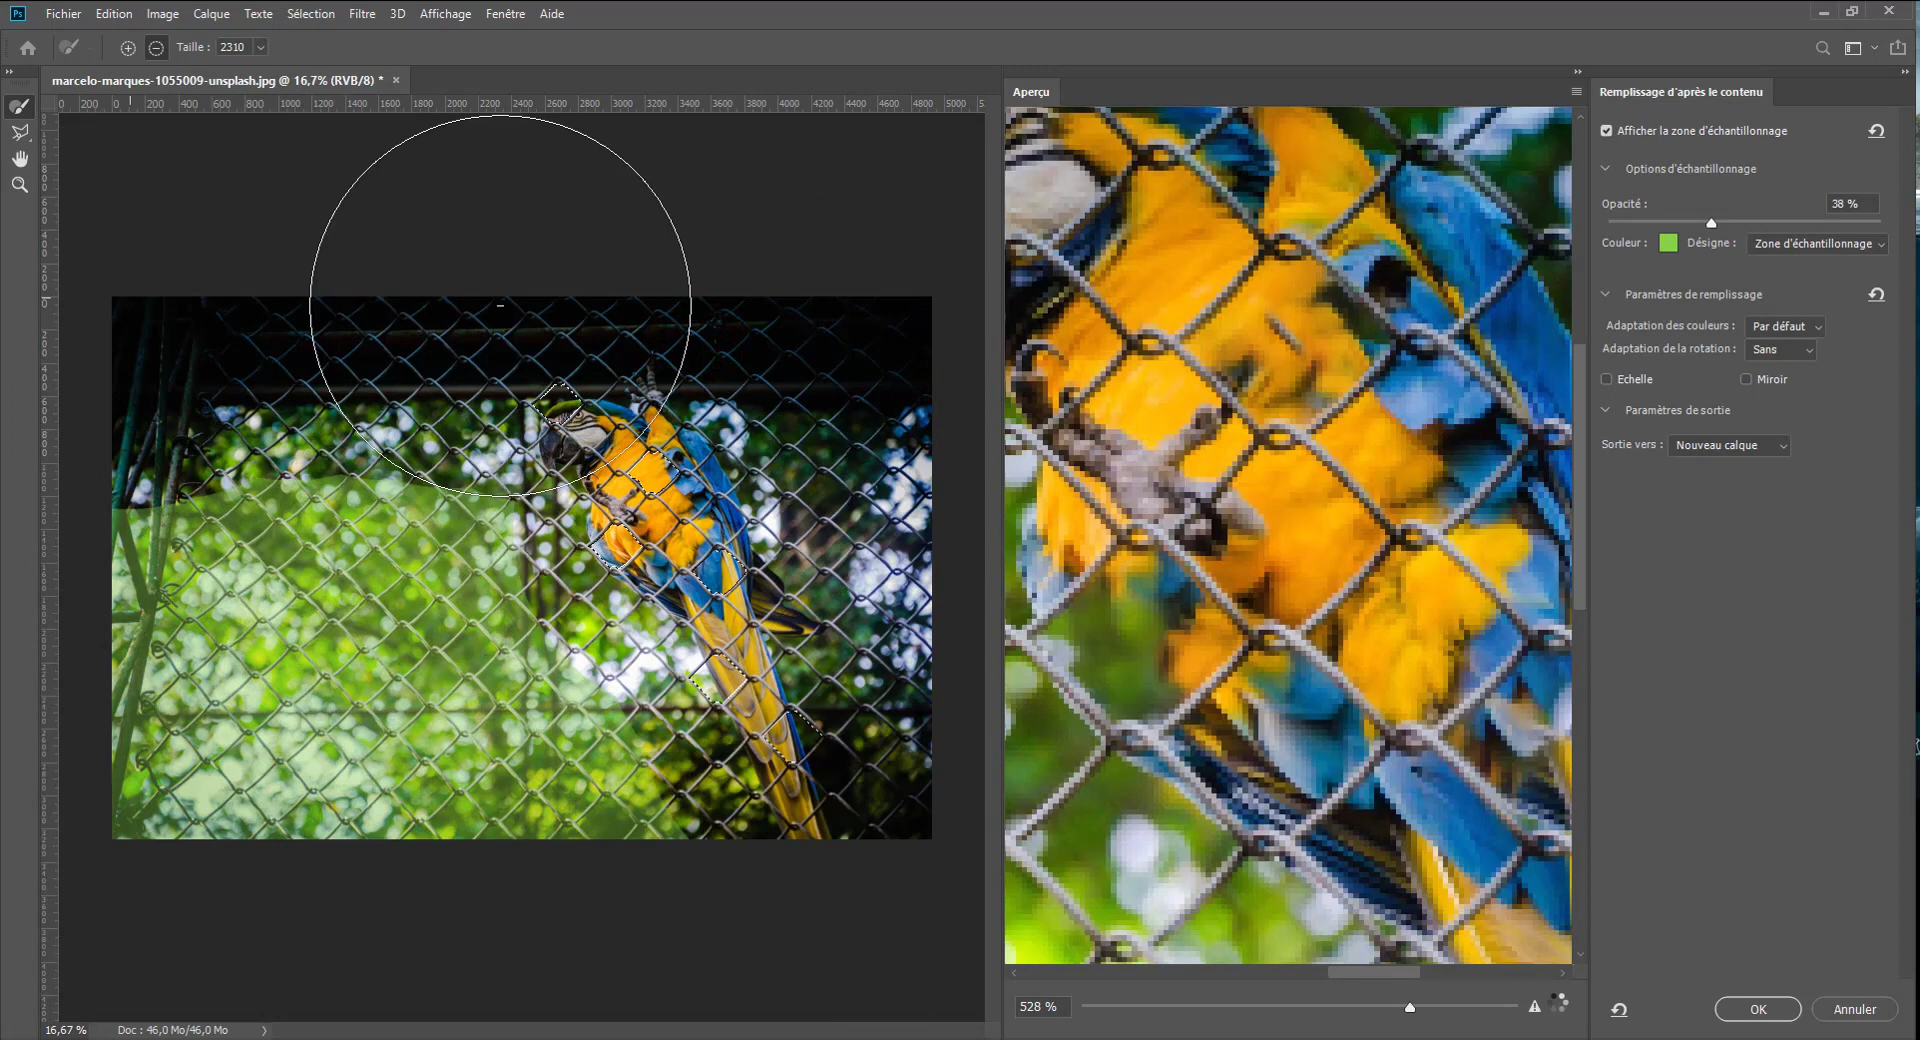 Ps Fichier Edition Image Calque Texte Sélection Filtre 3D Affichage Fenêtre Aide
Taille : 2310
marcelo-marques-1055009-unsplash.jpg @ 16,7% (RVB/8) *
0 200 0 200 400 600 800 1000 1200 1400 1600 1800 2000 2200 2400 2600 2800 3000 3200 3400 3600 3800 4000 4200 4400 4600 4800 5000 5
Aperçu
Remplissage d'après le contenu
Afficher la zone d'échantillonnage
Options d'échantillonnage
Opacité : 38 %
Couleur : Désigne : Zone d'échantillonnage
Paramètres de remplissage
Adaptation des couleurs : Par défaut
Adaptation de la rotation : Sans
Echelle Miroir
Paramètres de sortie
Sortie vers : Nouveau calque
528 %
OK Annuler
16,67 % Doc : 46,0 Mo/46,0 Mo